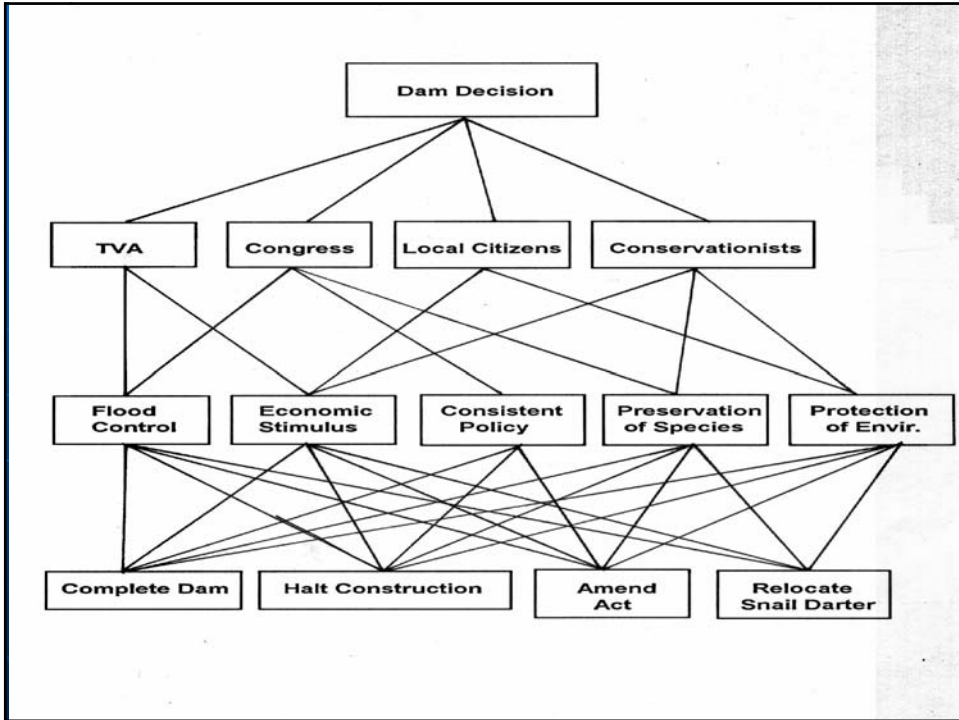 Dam Decision
TVA
Congress
Local Citizens
Conservationists
Flood
Control
Economic
Stimulus
Consistent
Policy
Preservation
of Species
Protection
of Envir.
Complete Dam
Halt Construction
Amend
Act
Relocate
Snail Darter